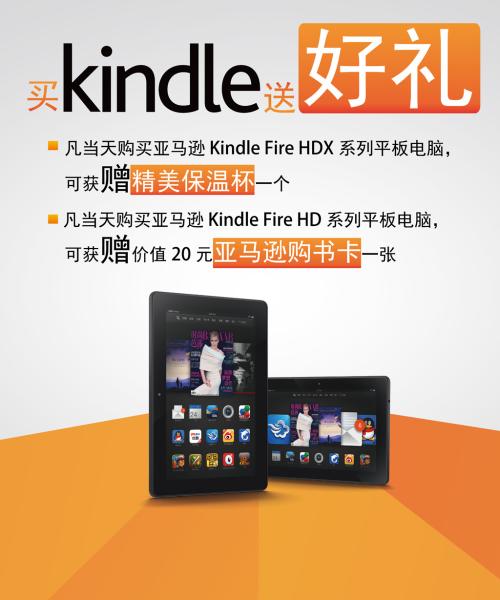 买kindle送好礼
凡当天购买亚马逊 Kindle Fire HDX 系列平板电脑，
可获赠精美保温杯一个
凡当天购买亚马逊 Kindle Fire HD 系列平板电脑，
可获赠价值 20 元亚马逊购书卡一张